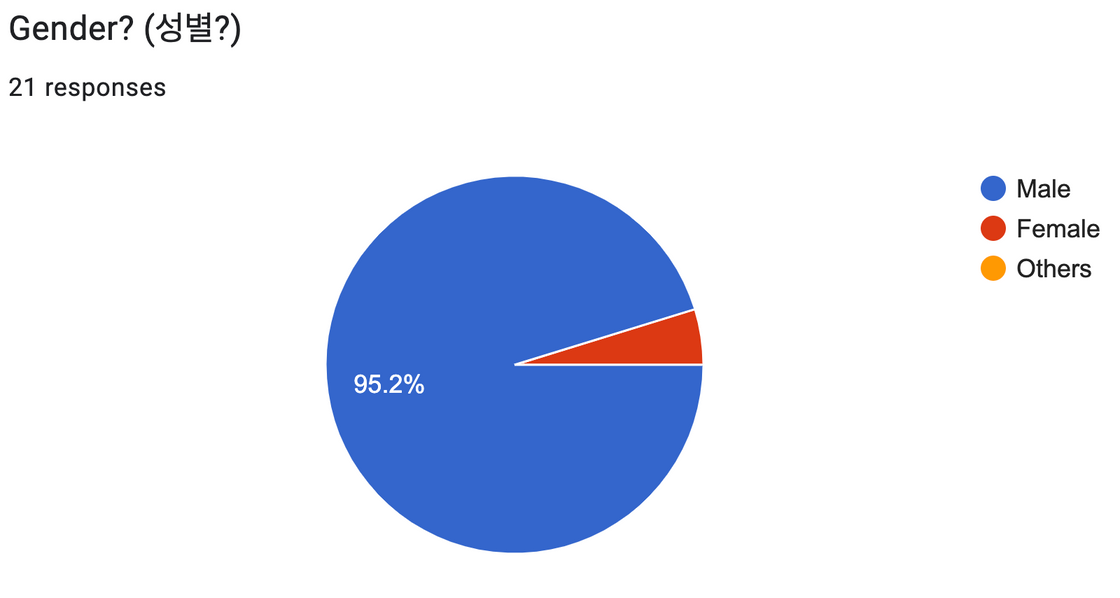 Gender? (성별?)
21 responses
Male
Female
Others
95.2%